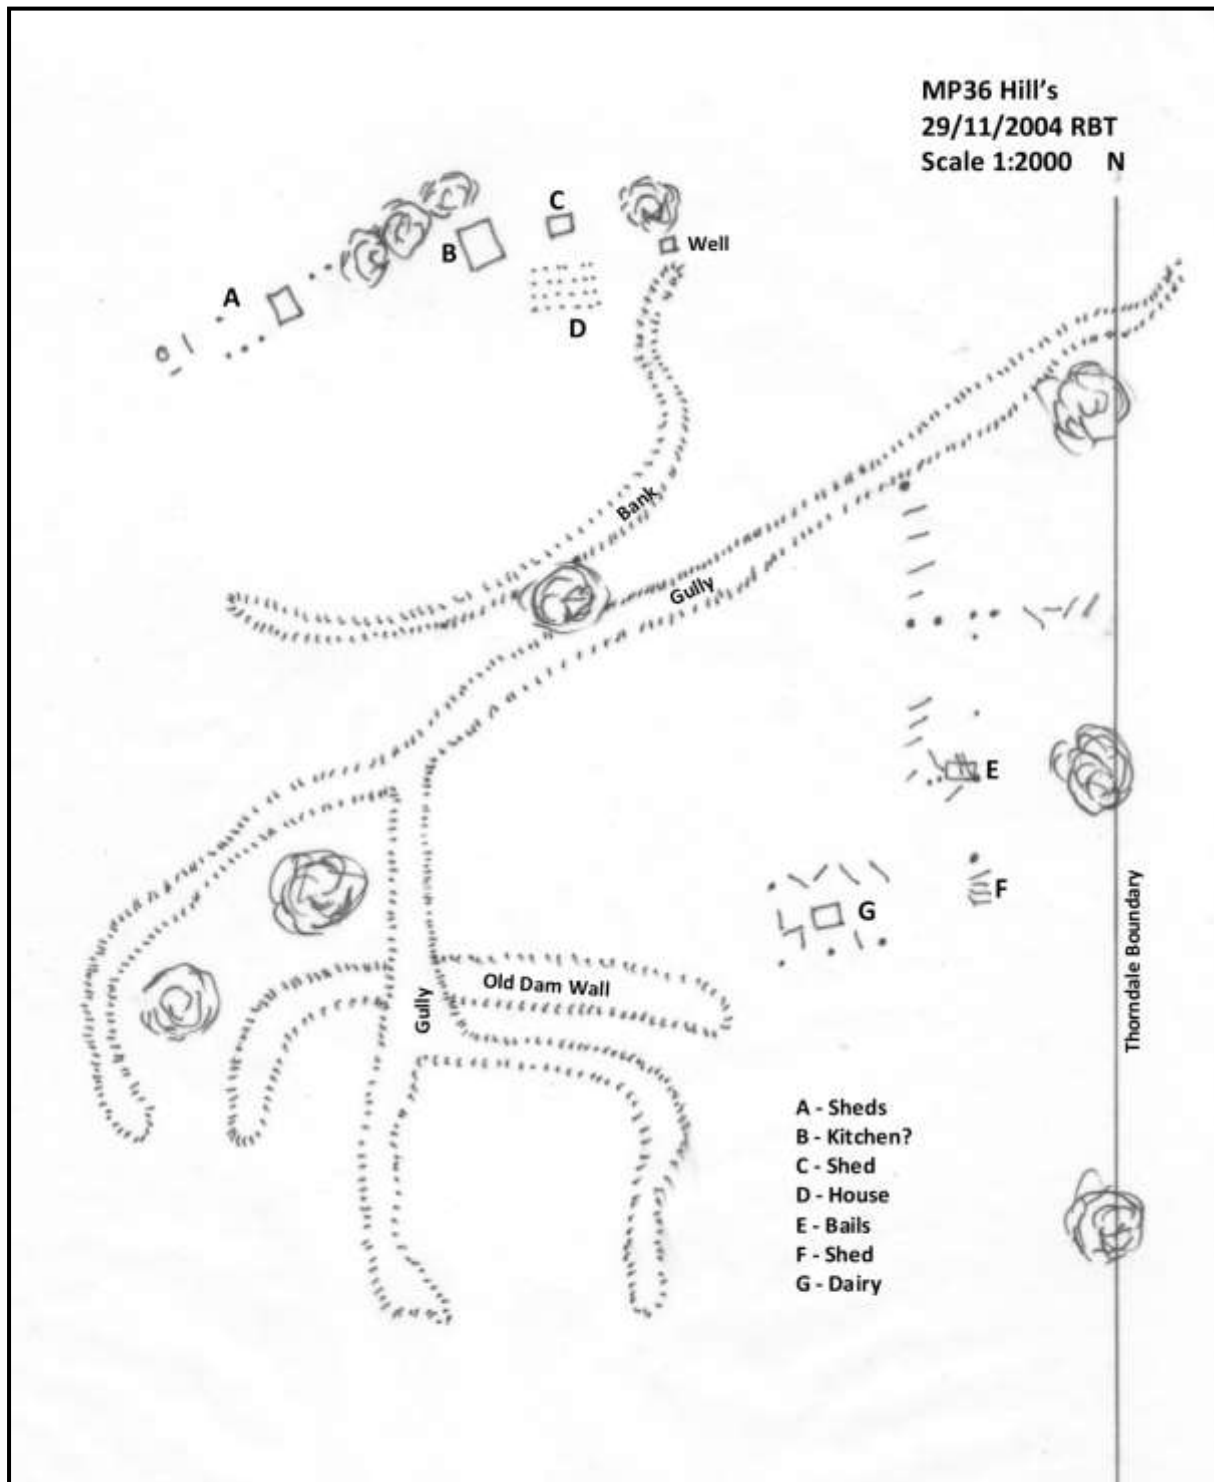 MP36 Hill's
29/11/2004 RBT
Scale 1:2000 N
C
B
Well
A
D
Bank
Gully
E
F
G
Thorndale Boundary
Old Dam Wall
Gully
A - Sheds
B - Kitchen?
C - Shed
D - House
E - Bails
F - Shed
G - Dairy